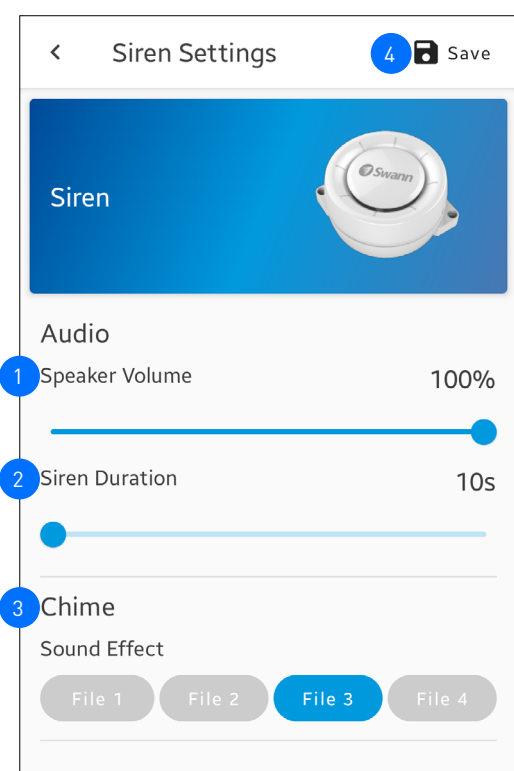 Siren Settings 4 Save
Swann
Siren
Audio
1 Speaker Volume 100%
2 Siren Duration 10s
3 Chime
Sound Effect
File 1 File 2 File 3 File 4